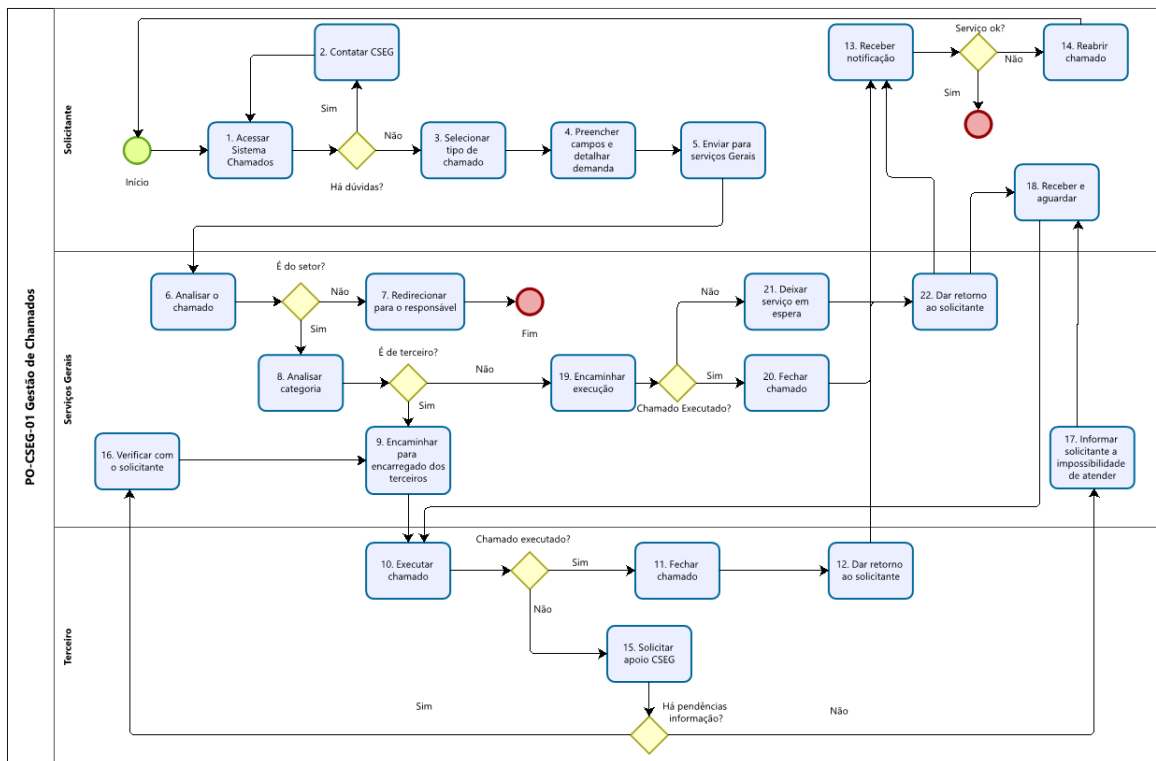 PO-CSEG-01 Gestão de Chamados
Solicitante
2. Contatar CSEG
Sim
Início
1. Acessar
Sistema
Chamados
Há dúvidas?
Não
3. Selecionar
tipo de
chamado
4. Preencher
campos e
detalhar
demanda
5. Enviar para
serviços Gerais
13. Receber
notificação
Serviço ok?
Não
Sim
14. Reabrir
chamado
18. Receber e
aguardar
Serviços Gerais
6. Analisar o
chamado
É do setor?
Não
Sim
7. Redirecionar
para o responsável
Fim
8. Analisar
categoria
É de terceiro?
Não
Sim
19. Encaminhar
execução
Chamado Executado?
Não
Sim
21. Deixar
serviço em
espera
20. Fechar
chamado
22. Dar retorno
ao solicitante
16. Verificar com
o solicitante
9. Encaminhar
para
encarregado dos
terceiros
17. Informar
solicitante a
impossibilidade
de atender
Terceiro
10. Executar
chamado
Chamado executado?
Sim
Não
11. Fechar
chamado
12. Dar retorno
ao solicitante
15. Solicitar
apoio CSEG
Sim
Há pendências
informação?
Não